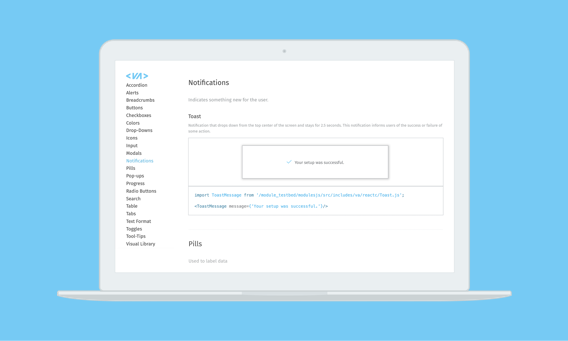 <VA>
Accordion
Alerts
Breadcrumbs
Buttons
Checkboxes
Colors
Drop-Downs
Icons
Input
Modals
Notifications
Pills
Pop-ups
Progress
Radio Buttons
Search
Table
Tabs
Text Format
Toggles
Tool-Tips
Visual Library
Notifications
Indicates something new for the user.
Toast
Notification that drops down from the top center of the screen and stays for 3.5 seconds. This notification informs users of the success or failure of
some action.
Your setup was successful.
import ToastMessage from '/module_testbed/modulesjs/src/includes/va/reacts/Toast.js';
<ToastMessage message={'Your setup was successful.'}/>
Pills
Used to label data